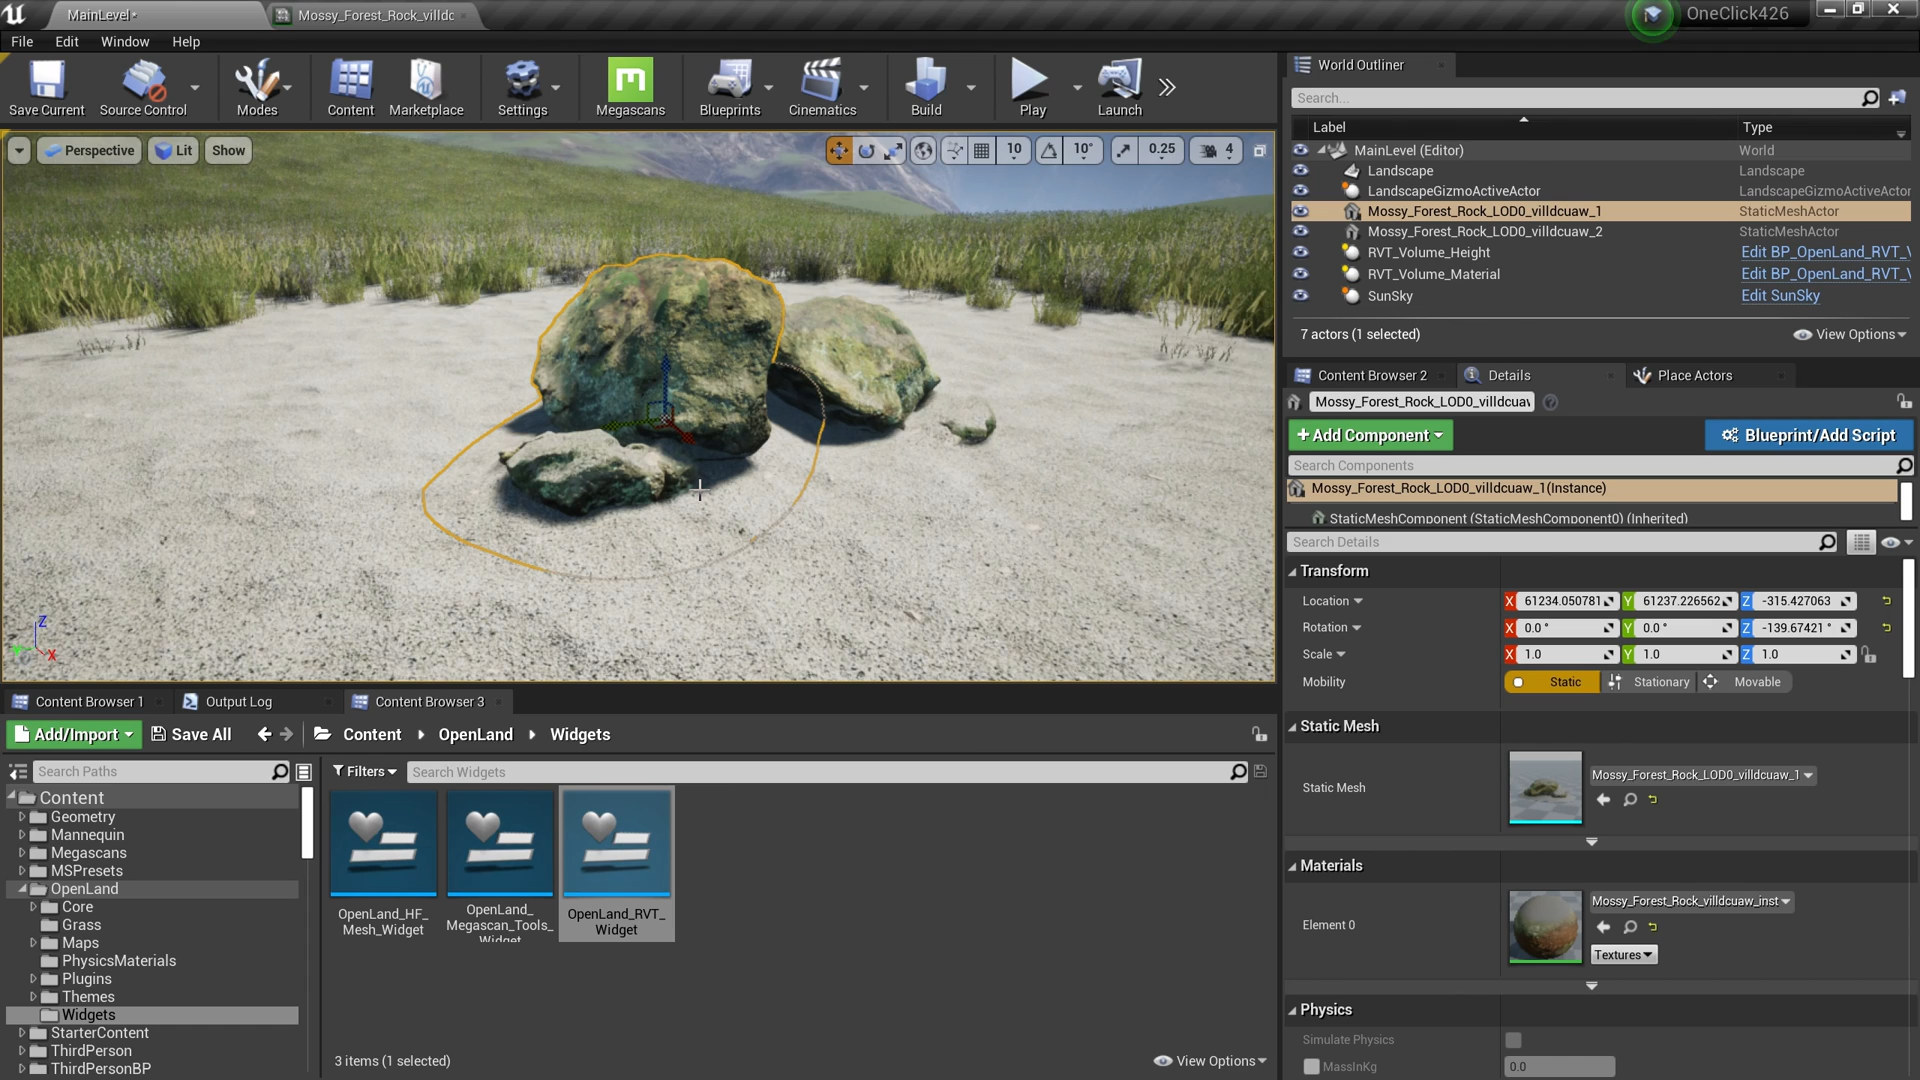 MainLevel•
Mossy_Forest_Rock_villdc
OneClick426
File Edit Window Help
Save Current
Source Control
Modes
Content
Marketplace
Settings
Megascans
Blueprints
Cinematics
Build
Play
Launch
Perspective
Lit
Show
10
10°
0.25
4
World Outliner
Search...
Label Type
MainLevel (Editor) World
Landscape Landscape
LandscapeGizmoActiveActor LandscapeGizmoActiveActor
Mossy_Forest_Rock_LOD0_villdcuaw_1 StaticMeshActor
Mossy_Forest_Rock_LOD0_villdcuaw_2 StaticMeshActor
RVT_Volume_Height Edit BP_OpenLand_RVT_V
RVT_Volume_Material Edit BP_OpenLand_RVT_V
SunSky Edit SunSky
7 actors (1 selected)
View Options
Content Browser 2
Details
Place Actors
Mossy_Forest_Rock_LOD0_villdcuaw
+Add Component
Blueprint/Add Script
Search Components
Mossy_Forest_Rock_LOD0_villdcuaw_1(Instance)
StaticMeshComponent (StaticMeshComponent0) (Inherited)
Search Details
Transform
Location X 61234.050781 Y 61237.226562 Z -315.427063
Rotation X 0.0 ° Y 0.0 ° Z -139.67421 °
Scale X 1.0 Y 1.0 Z 1.0
Mobility Static Stationary Movable
Static Mesh
Static Mesh
Mossy_Forest_Rock_LOD0_villdcuaw_1
Materials
Element 0
Mossy_Forest_Rock_villdcuaw_inst
Textures
Physics
Simulate Physics
MassInKg 0.0
Z
X
Content Browser 1
Output Log
Content Browser 3
Add/Import
Save All
Content
OpenLand
Widgets
Search Paths
Filters
Search Widgets
Content
Geometry
Mannequin
Megascans
MSPresets
OpenLand
Core
Grass
Maps
PhysicsMaterials
Plugins
Themes
Widgets
StarterContent
ThirdPerson
ThirdPersonBP
OpenLand_HF_
Mesh_Widget
OpenLand_
Megascan_Tools_
Widget
OpenLand_RVT_
Widget
3 items (1 selected)
View Options